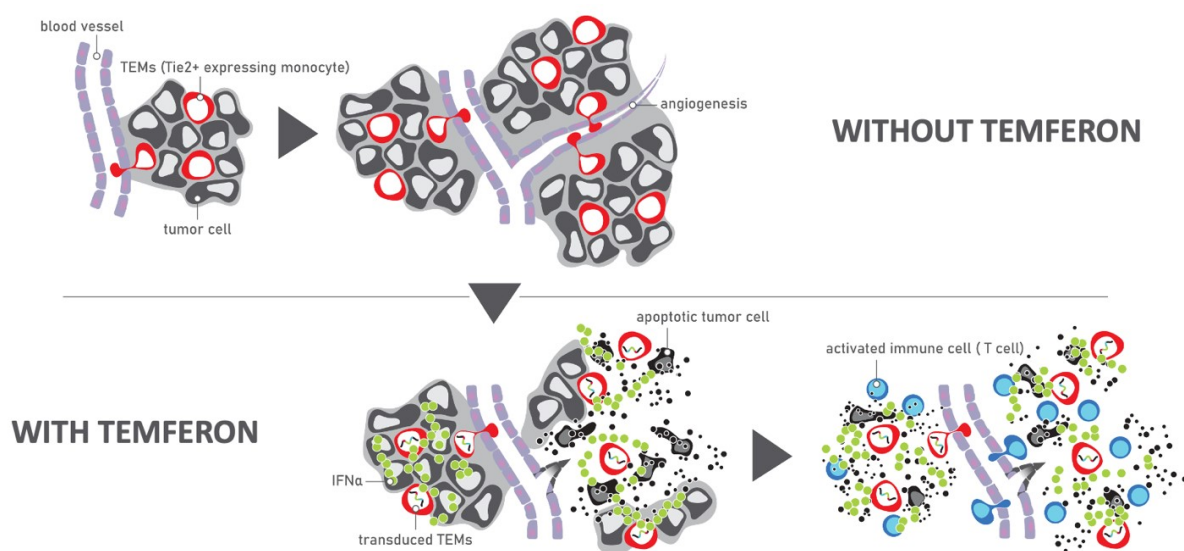 blood vessel
TEMs (Tie2+ expressing monocyte)
angiogenesis
WITHOUT TEMFERON
tumor cell
apoptotic tumor cell
activated immune cell ( T cell)
WITH TEMFERON
IFNα
transduced TEMs